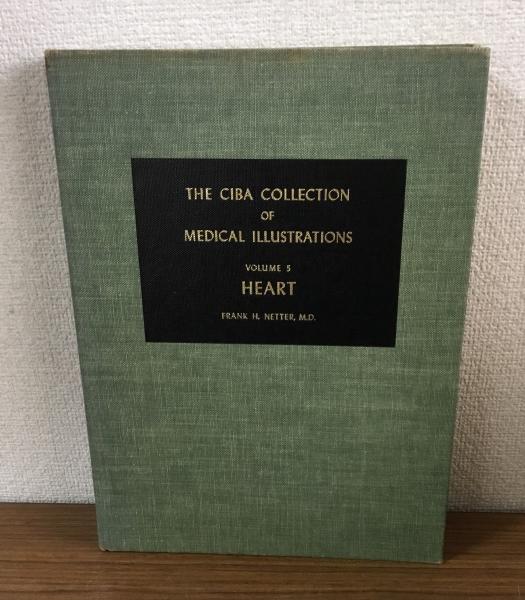 THE CIBA COLLECTION
OF
MEDICAL ILLUSTRATIONS
VOLUME 5
HEART
FRANK H. NETTER, M.D.